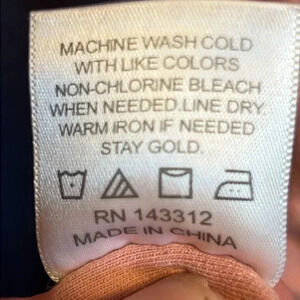 MACHINE WASH COLD
WITH LIKE COLORS
NON-CHLORINE BLEACH
WHEN NEEDED.LINE DRY.
WARM IRON IF NEEDED
STAY GOLD.
RN 143312
MADE IN CHINA